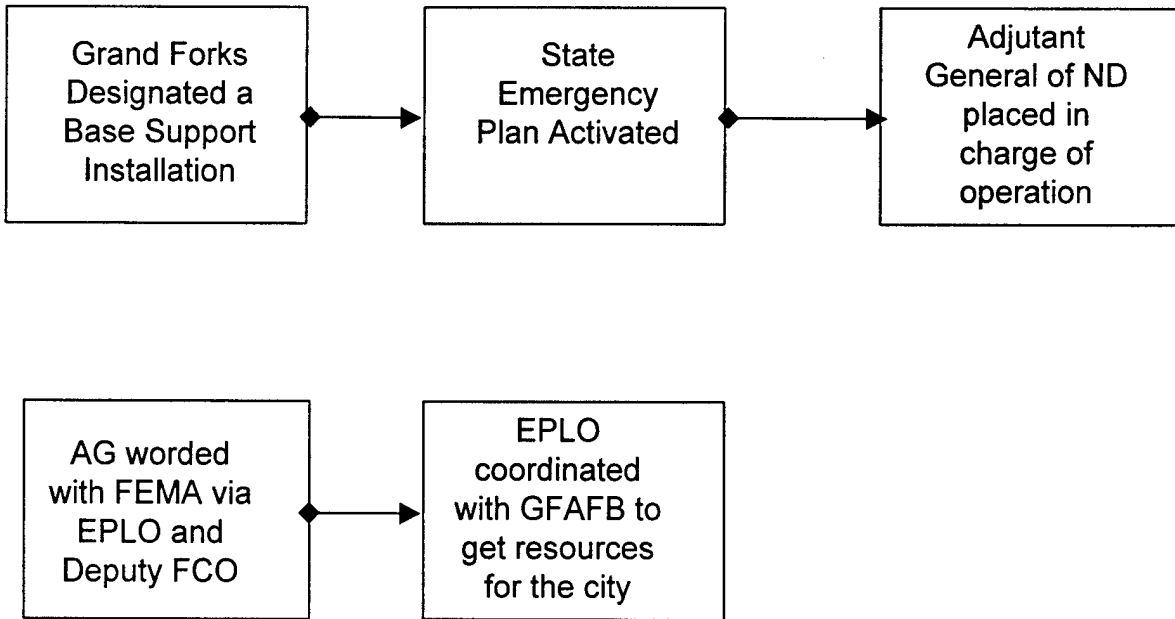 Grand Forks
Designated a
Base Support
Installation
State
Emergency
Plan Activated
Adjutant
General of ND
placed in
charge of
operation
AG worded
with FEMA via
EPLO and
Deputy FCO
EPLO
coordinated
with GFAFB to
get resources
for the city